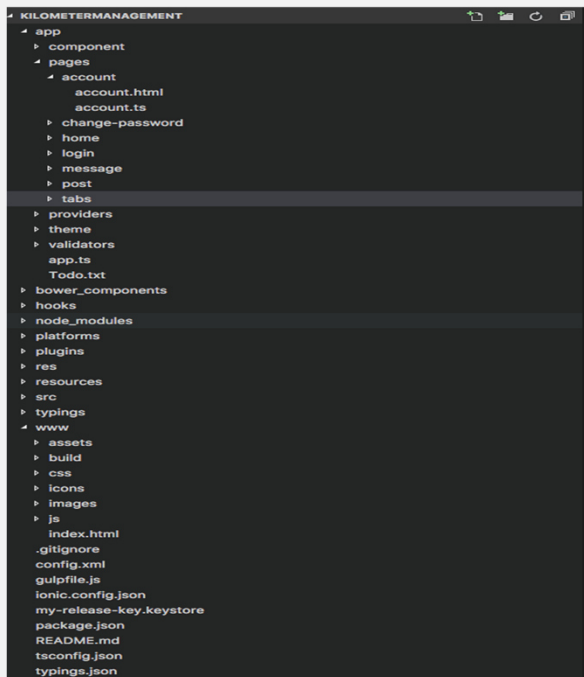 KILOMETERMANAGEMENT
app
component
pages
account
account.html
account.ts
change-password
home
login
message
post
tabs
providers
theme
validators
app.ts
Todo.txt
bower_components
hooks
node_modules
platforms
plugins
res
resources
src
typings
www
assets
build
css
icons
images
js
index.html
.gitignore
config.xml
gulpfile.js
ionic.config.json
my-release-key.keystore
package.json
README.md
tsconfig.json
typings.json